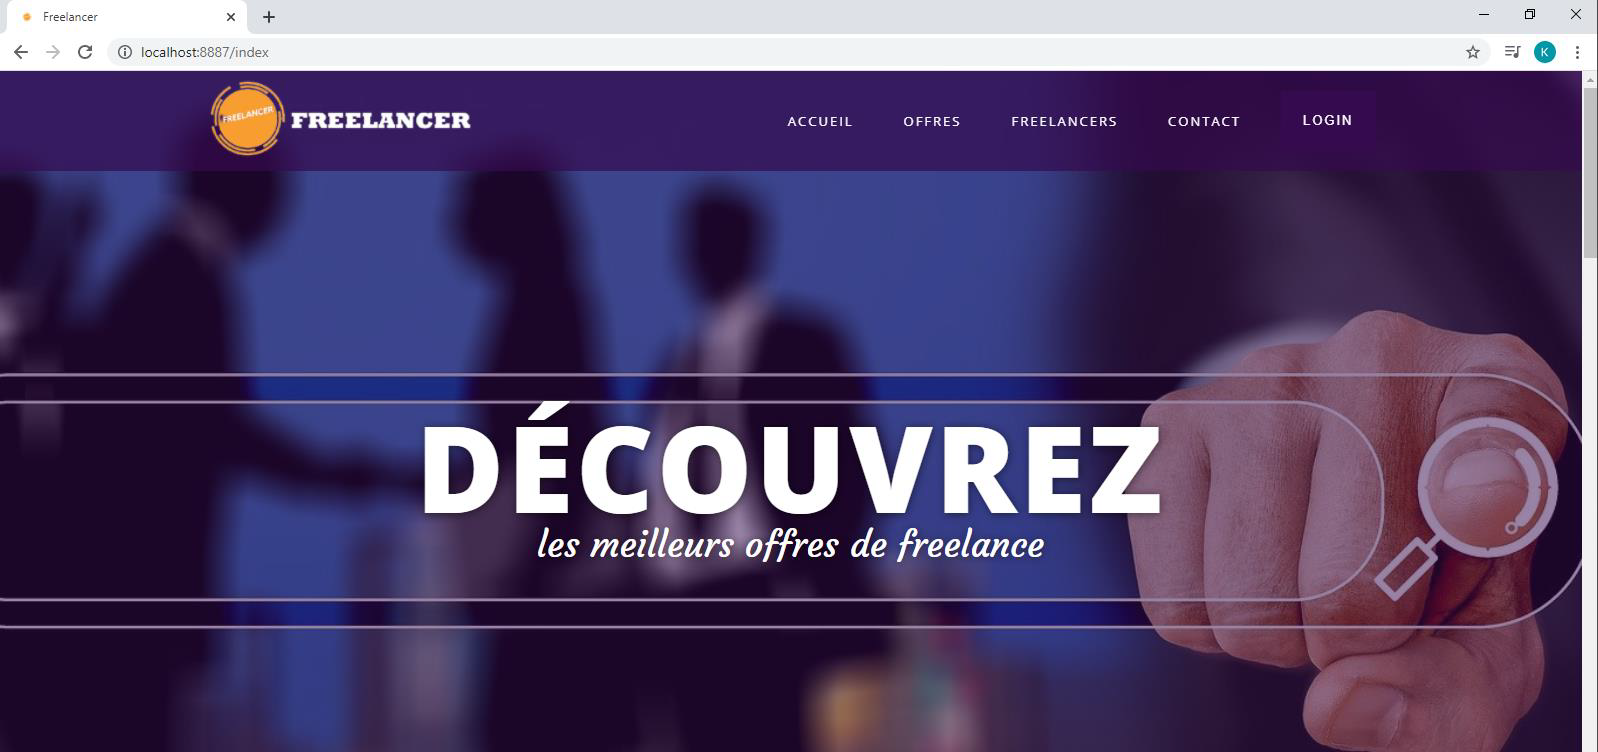 Freelancer
localhost:8887/index
K
FREELANCER
FREELANCER
ACCUEIL
OFFRES
FREELANCERS
CONTACT
LOGIN
DÉCOUVREZ
les meilleurs offres de freelance